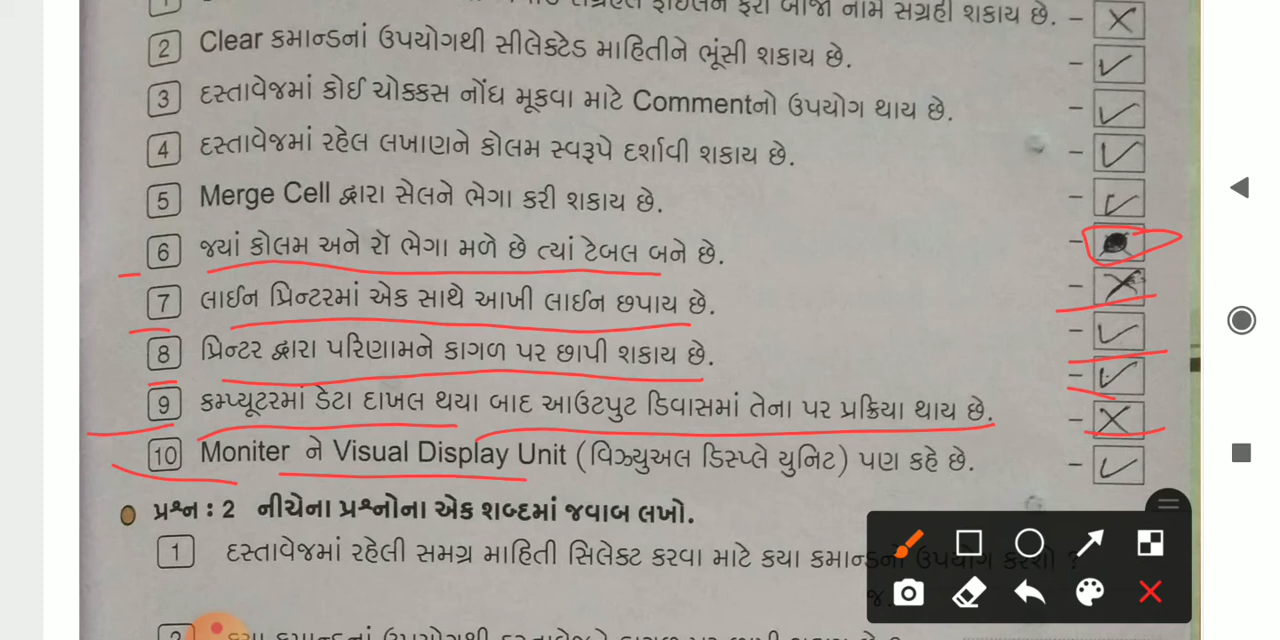 1 ફરી બીજા નામે સંગ્રહી શકાય છે. –
2 Clear કમાન્ડનાં ઉપયોગથી સીલેક્ટેડ માહિતીને ભૂંસી શકાય છે. –
3 દસ્તાવેજમાં કોઈ ચોક્કસ નોંધ મૂકવા માટે Commentનો ઉપયોગ થાય છે. –
4 દસ્તાવેજમાં રહેલ લખાણને કોલમ સ્વરૂપે દર્શાવી શકાય છે. –
5 Merge Cell દ્વારા સેલને ભેગા કરી શકાય છે. –
6 જ્યાં કોલમ અને રૉ ભેગા મળે છે ત્યાં ટેબલ બને છે. –
7 લાઈન પ્રિન્ટરમાં એક સાથે આખી લાઈન છપાય છે. –
8 પ્રિન્ટર દ્વારા પરિણામને કાગળ પર છાપી શકાય છે. –
9 કમ્પ્યૂટરમાં ડેટા દાખલ થયા બાદ આઉટપુટ ડિવાસમાં તેના પર પ્રક્રિયા થાય છે. –
10 Moniter ને Visual Display Unit (વિઝ્યુઅલ ડિસ્પ્લે યુનિટ) પણ કહે છે. –
પ્રશ્ન : 2 નીચેના પ્રશ્નોના એક શબ્દમાં જવાબ લખો.
1 દસ્તાવેજમાં રહેલી સમગ્ર માહિતી સિલેક્ટ કરવા માટે કયા કમાન્ડનો ઉપયોગ કરશો ?